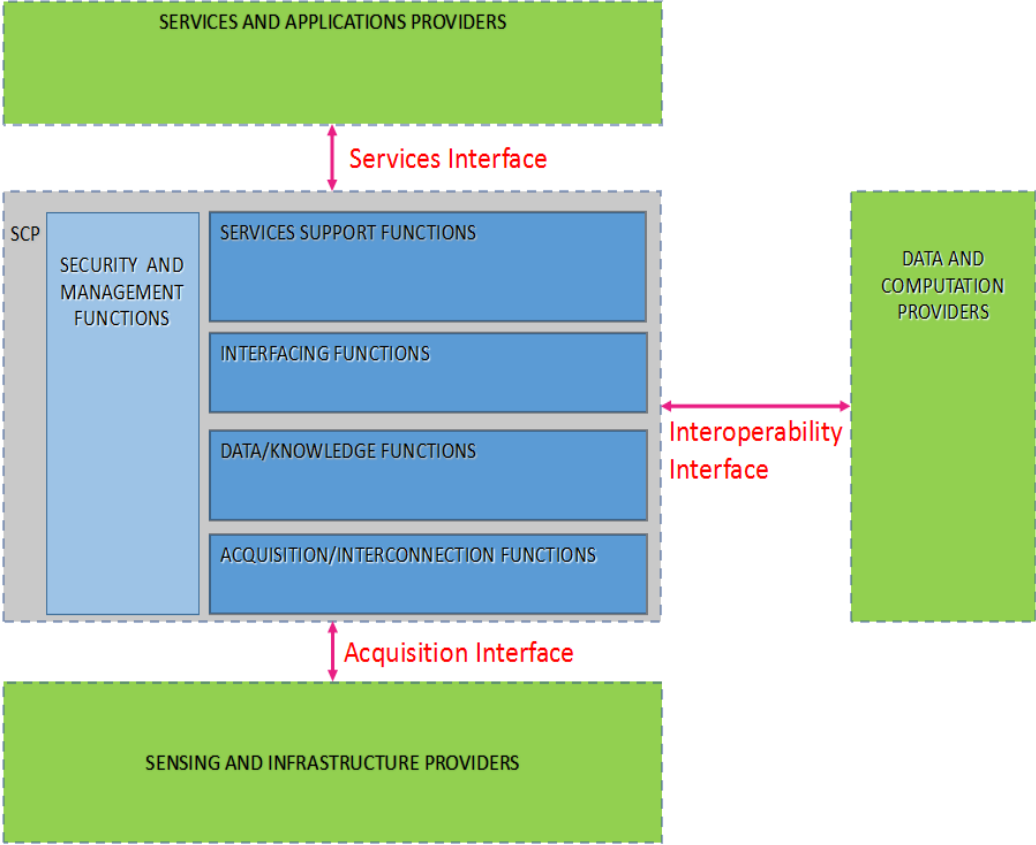 SERVICES AND APPLICATIONS PROVIDERS
Services Interface
SCP
SECURITY AND
MANAGEMENT
FUNCTIONS
SERVICES SUPPORT FUNCTIONS
INTERFACING FUNCTIONS
DATA/KNOWLEDGE FUNCTIONS
ACQUISITION/INTERCONNECTION FUNCTIONS
Interoperability
Interface
DATA AND
COMPUTATION
PROVIDERS
Acquisition Interface
SENSING AND INFRASTRUCTURE PROVIDERS